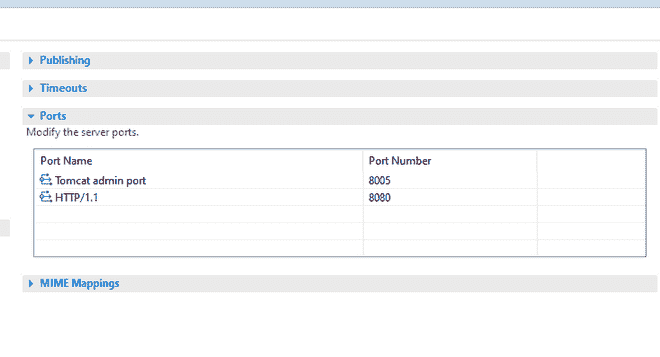 Publishing
Timeouts
Ports
Modify the server ports.
Port Name Port Number
Tomcat admin port 8005
HTTP/1.1 8080
MIME Mappings